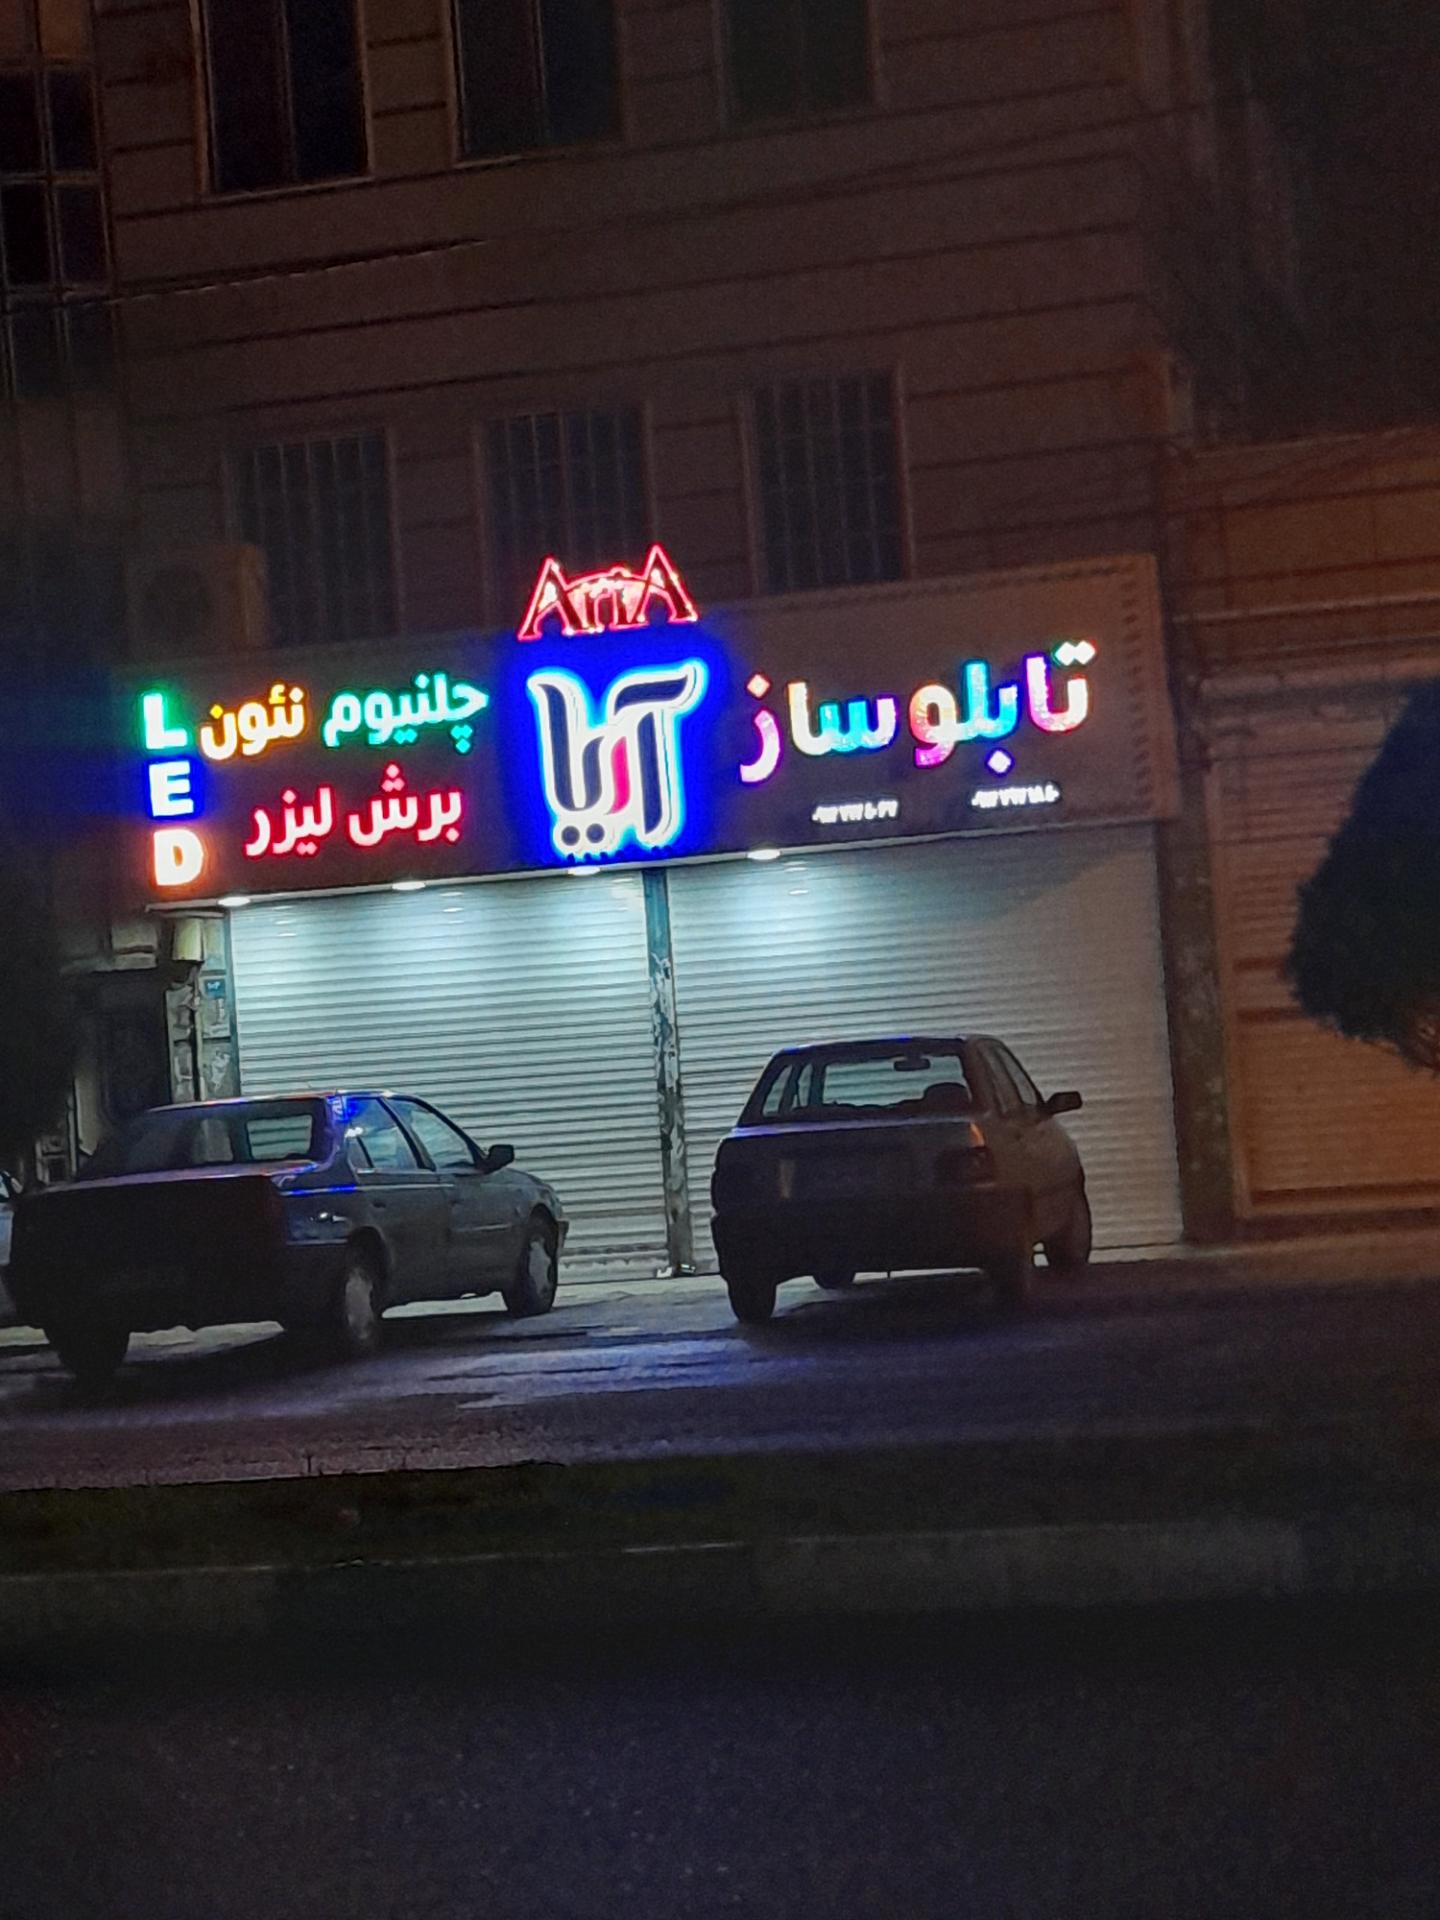 AriA
تابلوساز
آریا
چلنیوم نئون
برش لیزر
LED